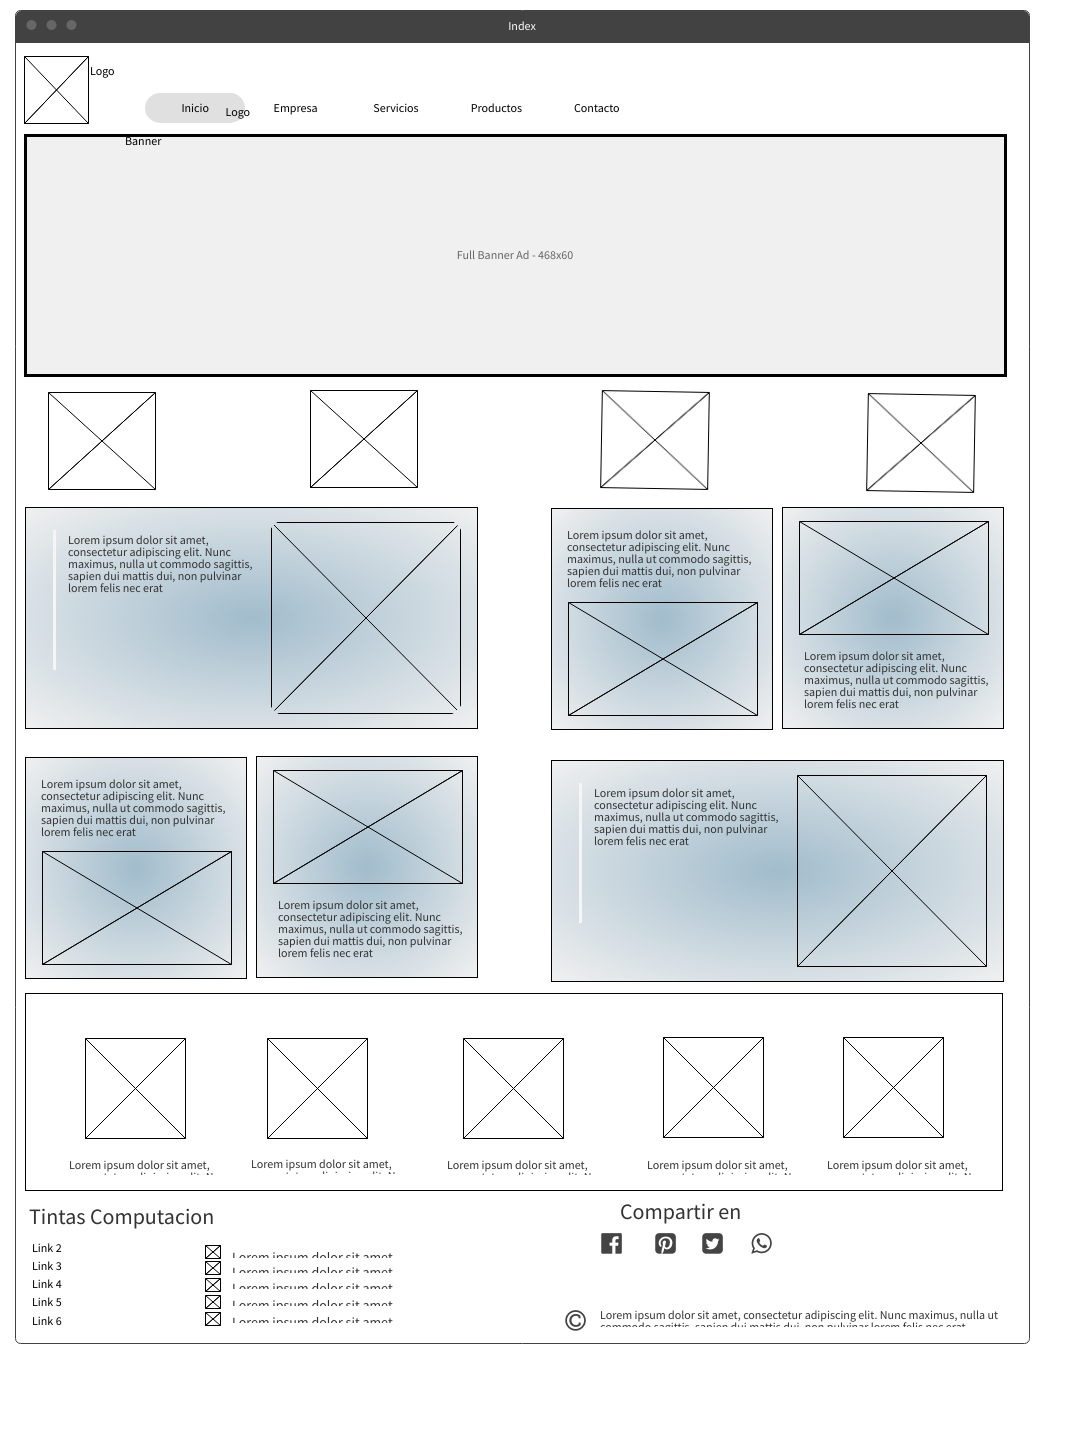 Index
Logo
Inicio
Logo
Empresa
Servicios
Productos
Contacto
Banner
Full Banner Ad - 468x60
Lorem ipsum dolor sit amet,
consectetur adipiscing elit. Nunc
maximus, nulla ut commodo sagittis,
sapien dui mattis dui, non pulvinar
lorem felis nec erat
Lorem ipsum dolor sit amet,
consectetur adipiscing elit. Nunc
maximus, nulla ut commodo sagittis,
sapien dui mattis dui, non pulvinar
lorem felis nec erat
Lorem ipsum dolor sit amet,
consectetur adipiscing elit. Nunc
maximus, nulla ut commodo sagittis,
sapien dui mattis dui, non pulvinar
lorem felis nec erat
Lorem ipsum dolor sit amet,
consectetur adipiscing elit. Nunc
maximus, nulla ut commodo sagittis,
sapien dui mattis dui, non pulvinar
lorem felis nec erat
Lorem ipsum dolor sit amet,
consectetur adipiscing elit. Nunc
maximus, nulla ut commodo sagittis,
sapien dui mattis dui, non pulvinar
lorem felis nec erat
Lorem ipsum dolor sit amet,
consectetur adipiscing elit. Nunc
maximus, nulla ut commodo sagittis,
sapien dui mattis dui, non pulvinar
lorem felis nec erat
Lorem ipsum dolor sit amet,
Lorem ipsum dolor sit amet,
Lorem ipsum dolor sit amet,
Lorem ipsum dolor sit amet,
Lorem ipsum dolor sit amet,
Tintas Computacion
Link 2
Link 3
Link 4
Link 5
Link 6
Lorem ipsum dolor sit amet
Lorem ipsum dolor sit amet
Lorem ipsum dolor sit amet
Lorem ipsum dolor sit amet
Lorem ipsum dolor sit amet
Compartir en
© Lorem ipsum dolor sit amet, consectetur adipiscing elit. Nunc maximus, nulla ut
commodo sagittis, sapien dui mattis dui, non pulvinar lorem felis nec erat